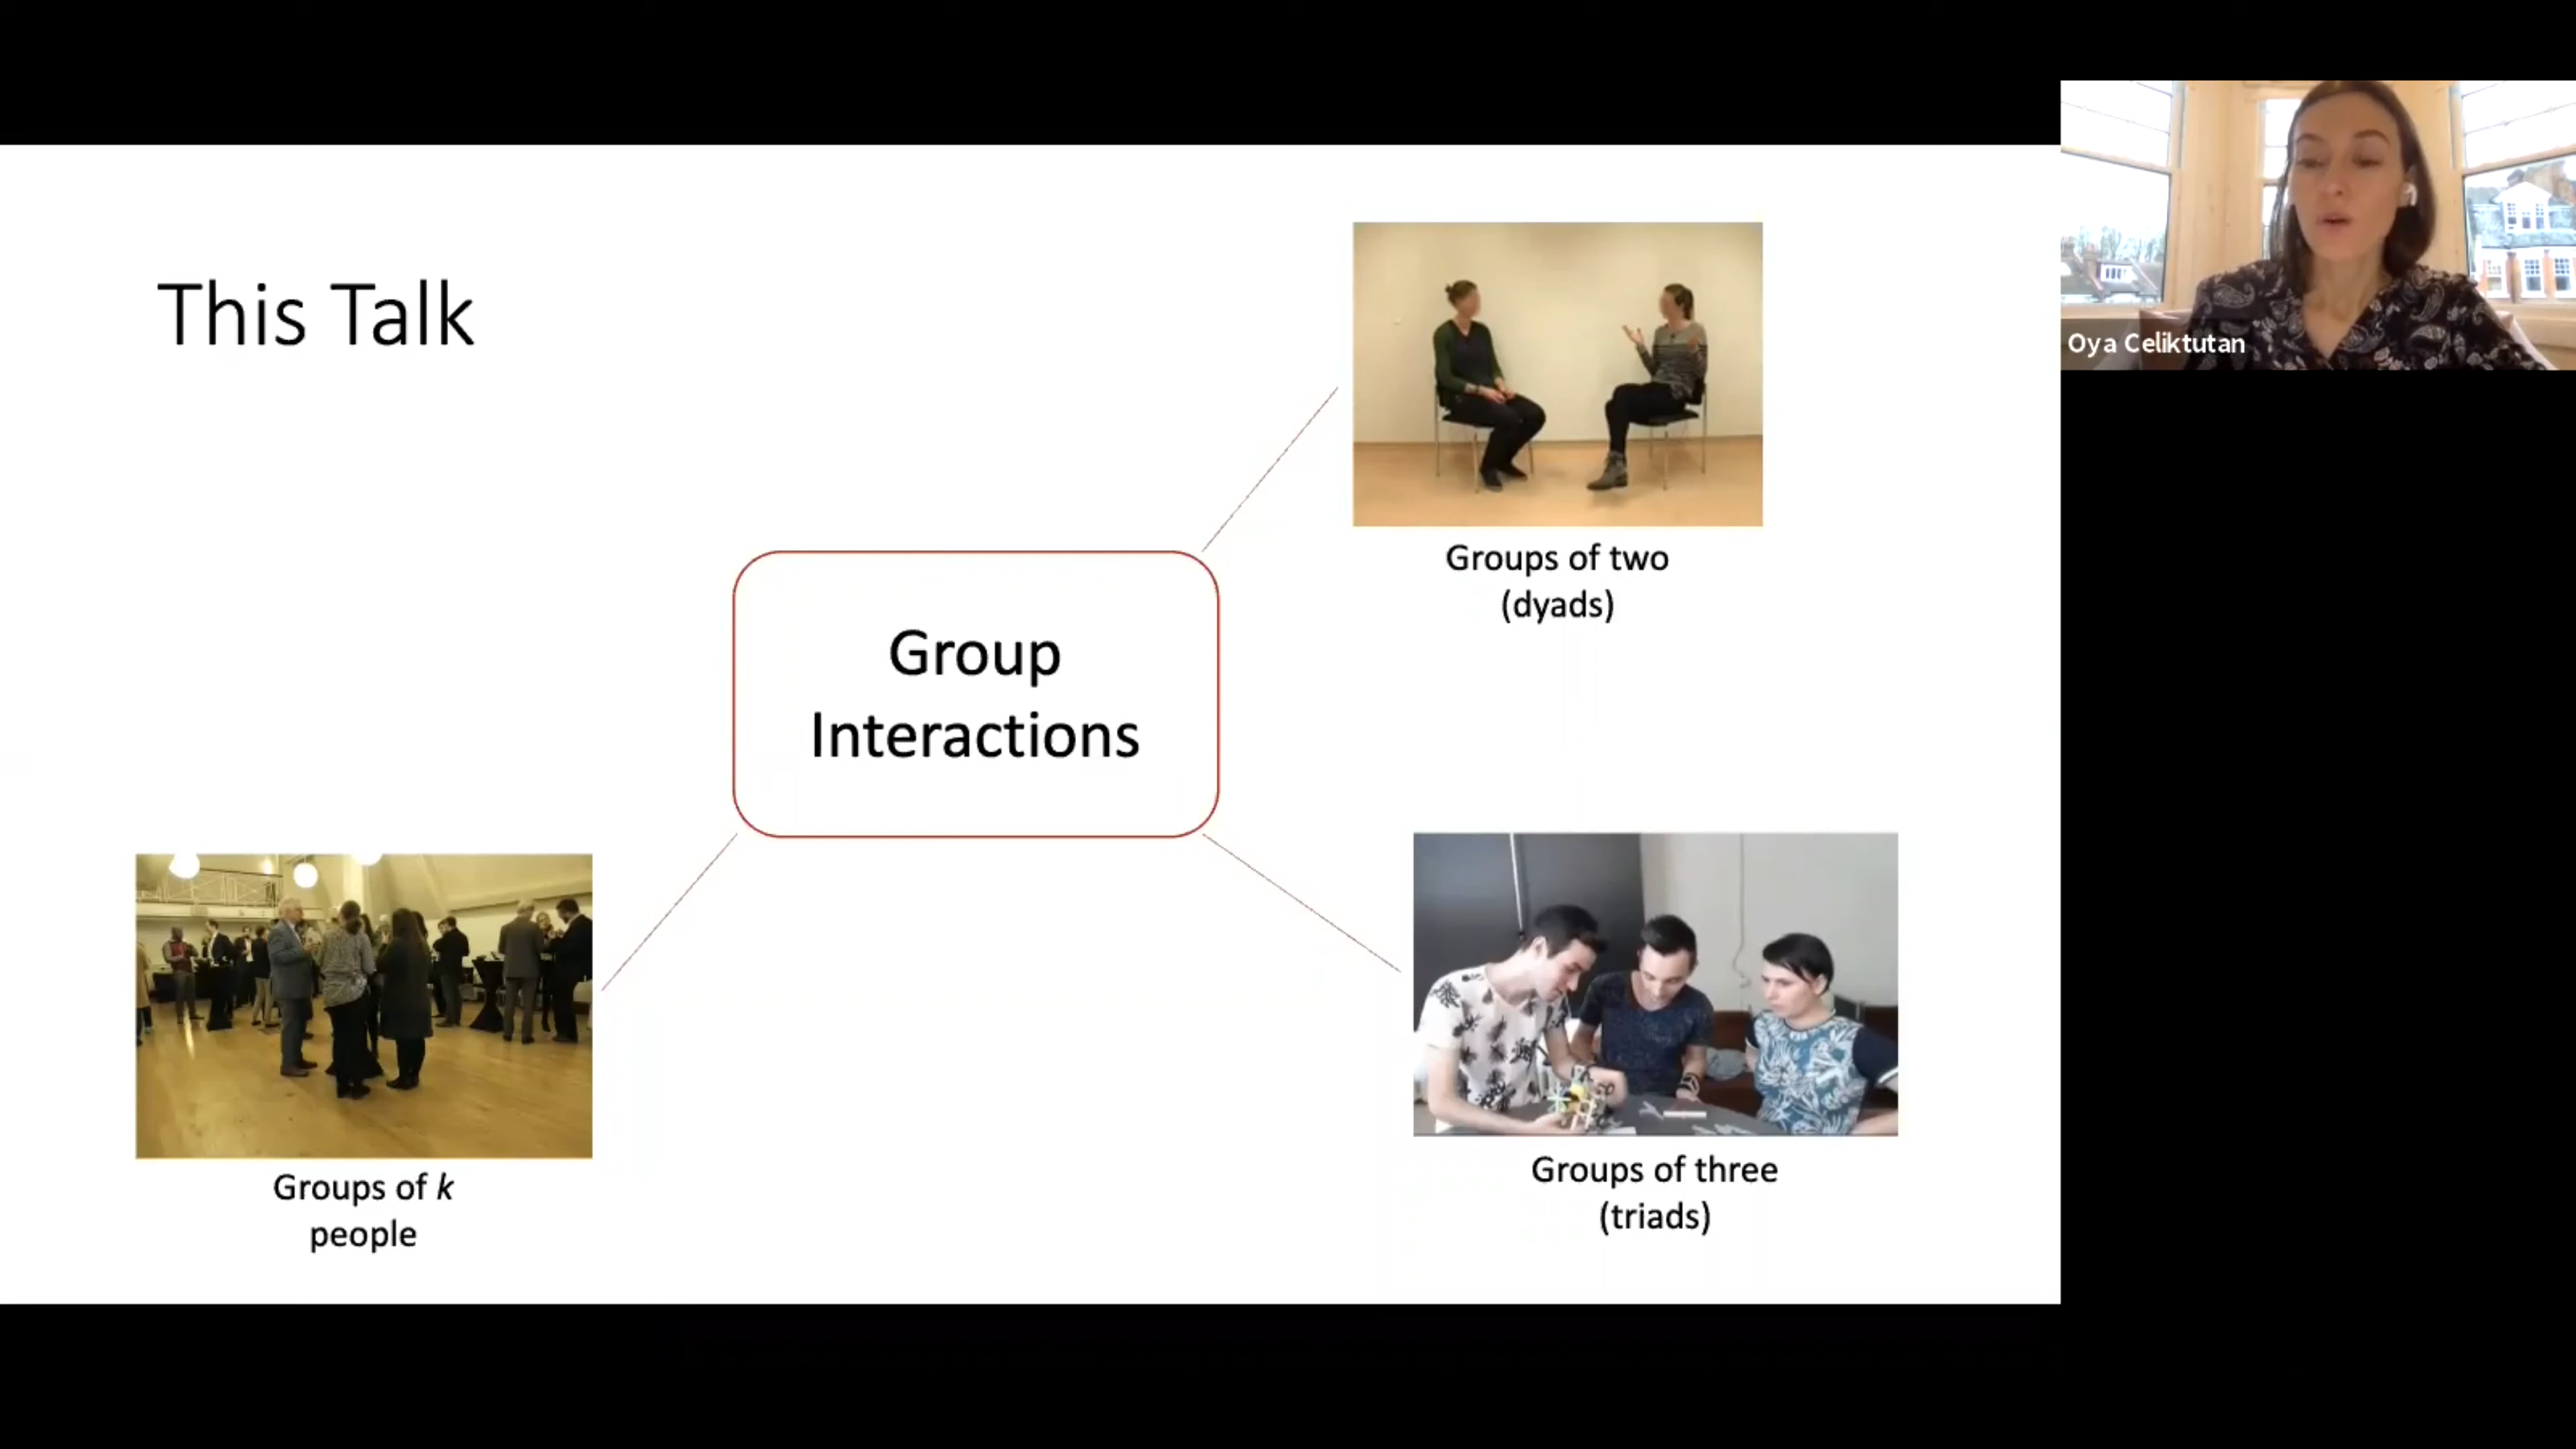 This Talk
Groups of two
(dyads)
Group
Interactions
Groups of k
people
Groups of three
(triads)
Oya Celiktutan